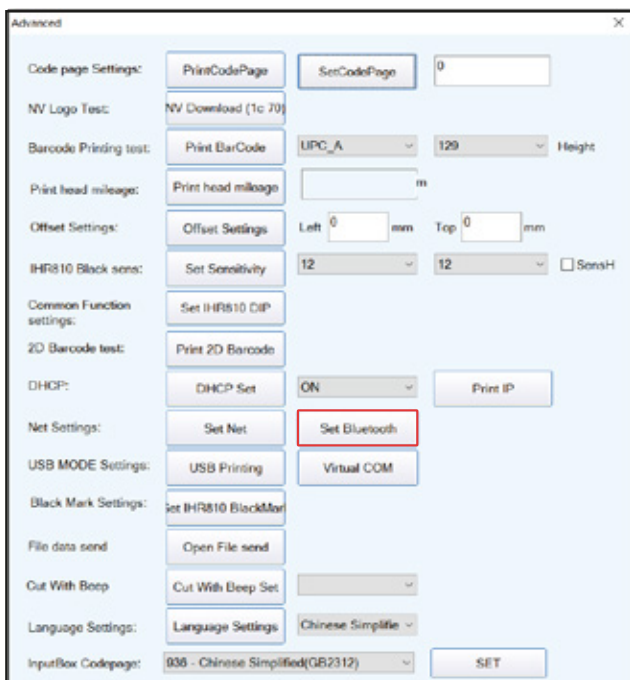 Advanced
Code page Settings: PrintCodePage SetCodePage 0
NV Logo Test: NV Download (1c 70)
Barcode Printing test: Print BarCode UPC_A 129 Height
Print head mileage: Print head mileage m
Offset Settings: Offset Settings Left 0 mm Top 0 mm
IHR810 Black sens: Set Sensitivity 12 12 SensH
Common Function
settings: Set IHR810 DIP
2D Barcode test: Print 2D Barcode
DHCP: DHCP Set ON Print IP
Net Settings: Set Net Set Bluetooth
USB MODE Settings: USB Printing Virtual COM
Black Mark Settings: Set IHR810 BlackMark
File data send Open File send
Cut With Beep Cut With Beep Set
Language Settings: Language Settings Chinese Simplifie
InputBox Codepage: 936 - Chinese Simplified(GB2312) SET